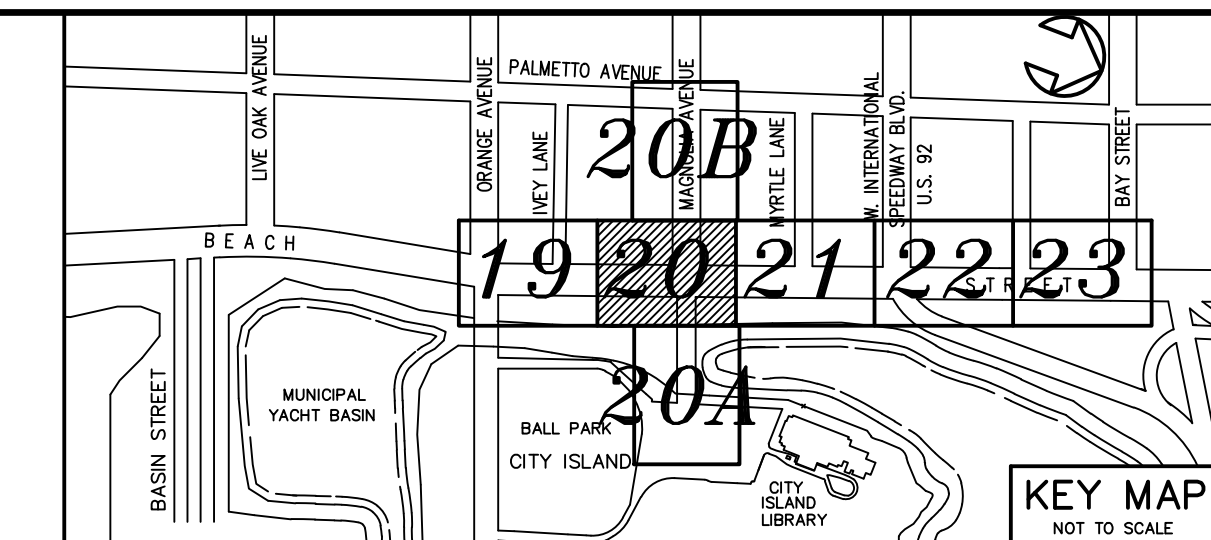 PALMETTO AVENUE
LIVE OAK AVENUE
ORANGE AVENUE
IVEY LANE
MAGNOLIA AVENUE
MYRTLE LANE
W. INTERNATIONAL
SPEEDWAY BLVD.
U.S. 92
BAY STREET
20B
BEACH
19
20
21
22
23
STREET
20A
BASIN STREET
MUNICIPAL
YACHT BASIN
BALL PARK
CITY ISLAND
CITY
ISLAND
LIBRARY
KEY MAP
NOT TO SCALE